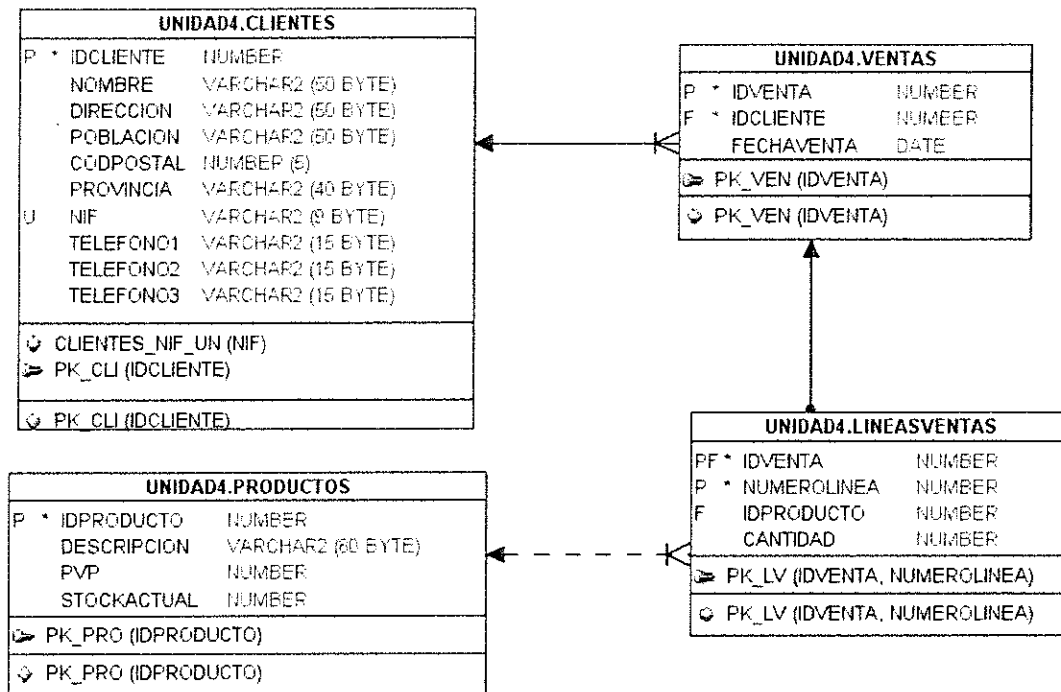 UNIDAD4.CLIENTES
P * IDCLIENTE NUMBER
NOMBRE VARCHAR2 (50 BYTE)
DIRECCION VARCHAR2 (50 BYTE)
POBLACION VARCHAR2 (50 BYTE)
CODPOSTAL NUMBER (5)
PROVINCIA VARCHAR2 (40 BYTE)
U NIF VARCHAR2 (9 BYTE)
TELEFONO1 VARCHAR2 (15 BYTE)
TELEFONO2 VARCHAR2 (15 BYTE)
TELEFONO3 VARCHAR2 (15 BYTE)
CLIENTES_NIF_UN (NIF)
PK_CLI (IDCLIENTE)
PK_CLI (IDCLIENTE)
UNIDAD4.VENTAS
P * IDVENTA NUMBER
F * IDCLIENTE NUMBER
FECHAVENTA DATE
PK_VEN (IDVENTA)
PK_VEN (IDVENTA)
UNIDAD4.PRODUCTOS
P * IDPRODUCTO NUMBER
DESCRIPCION VARCHAR2 (60 BYTE)
PVP NUMBER
STOCKACTUAL NUMBER
PK_PRO (IDPRODUCTO)
PK_PRO (IDPRODUCTO)
UNIDAD4.LINEASVENTAS
PF * IDVENTA NUMBER
P * NUMEROLINEA NUMBER
F IDPRODUCTO NUMBER
CANTIDAD NUMBER
PK_LV (IDVENTA, NUMEROLINEA)
PK_LV (IDVENTA, NUMEROLINEA)